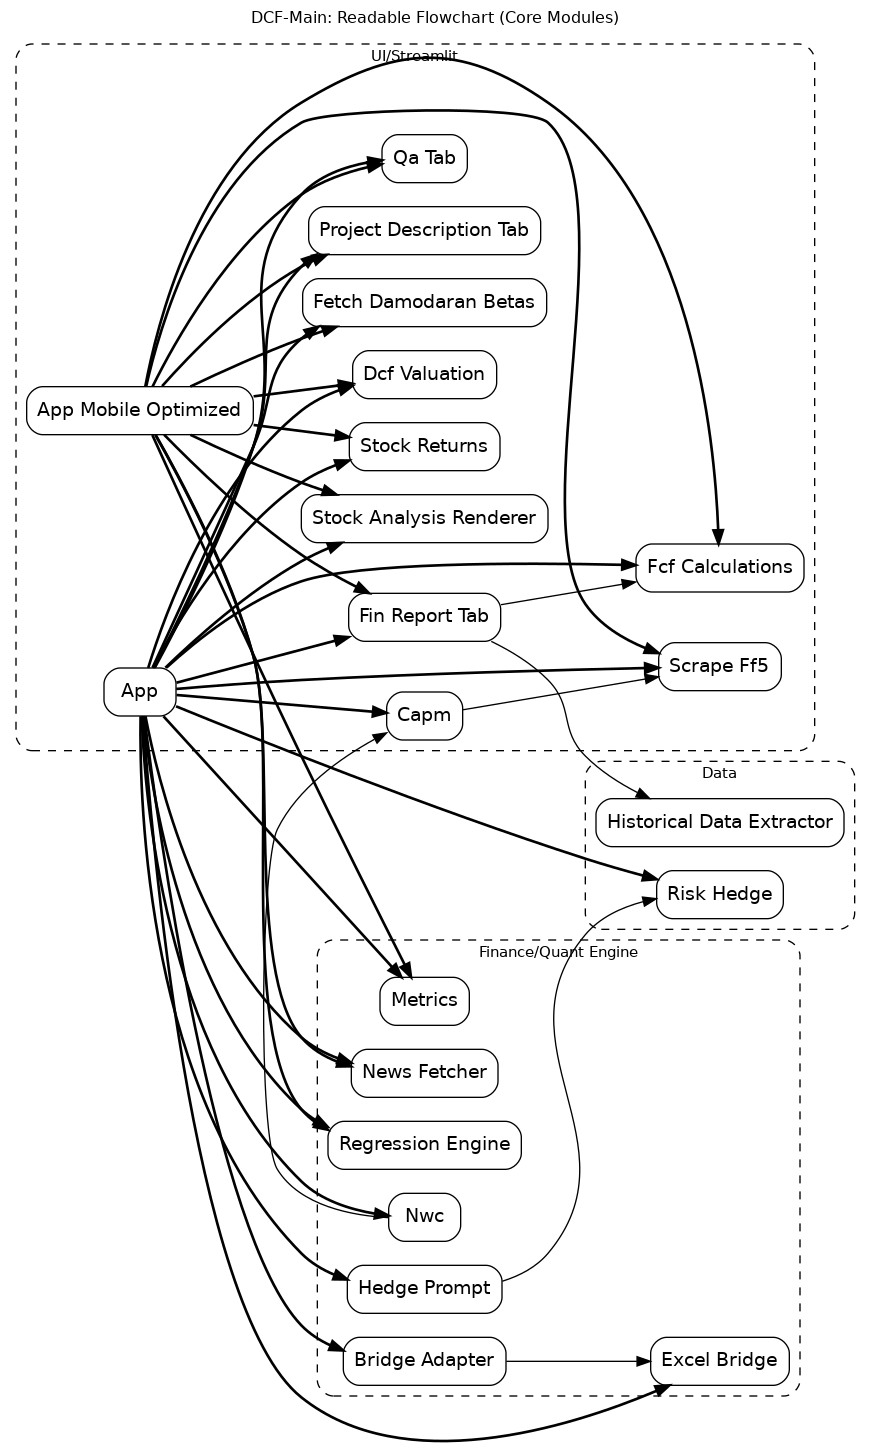 DCF-Main: Readable Flowchart (Core Modules)
UI/Streamlit
Qa Tab
Project Description Tab
Fetch Damodaran Betas
Dcf Valuation
App Mobile Optimized
Stock Returns
Stock Analysis Renderer
Fcf Calculations
Fin Report Tab
Scrape Ff5
App
Capm
Data
Historical Data Extractor
Risk Hedge
Finance/Quant Engine
Metrics
News Fetcher
Regression Engine
Nwc
Hedge Prompt
Bridge Adapter
Excel Bridge